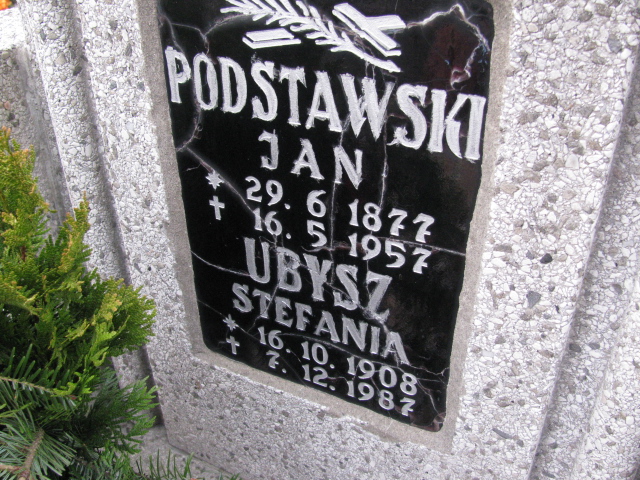 PODSTAWSKI
JAN
* 29. 6 1877
† 16. 5 1957
UBYSZ
STEFANIA
* 16. 10. 1908
† 7. 12. 1987